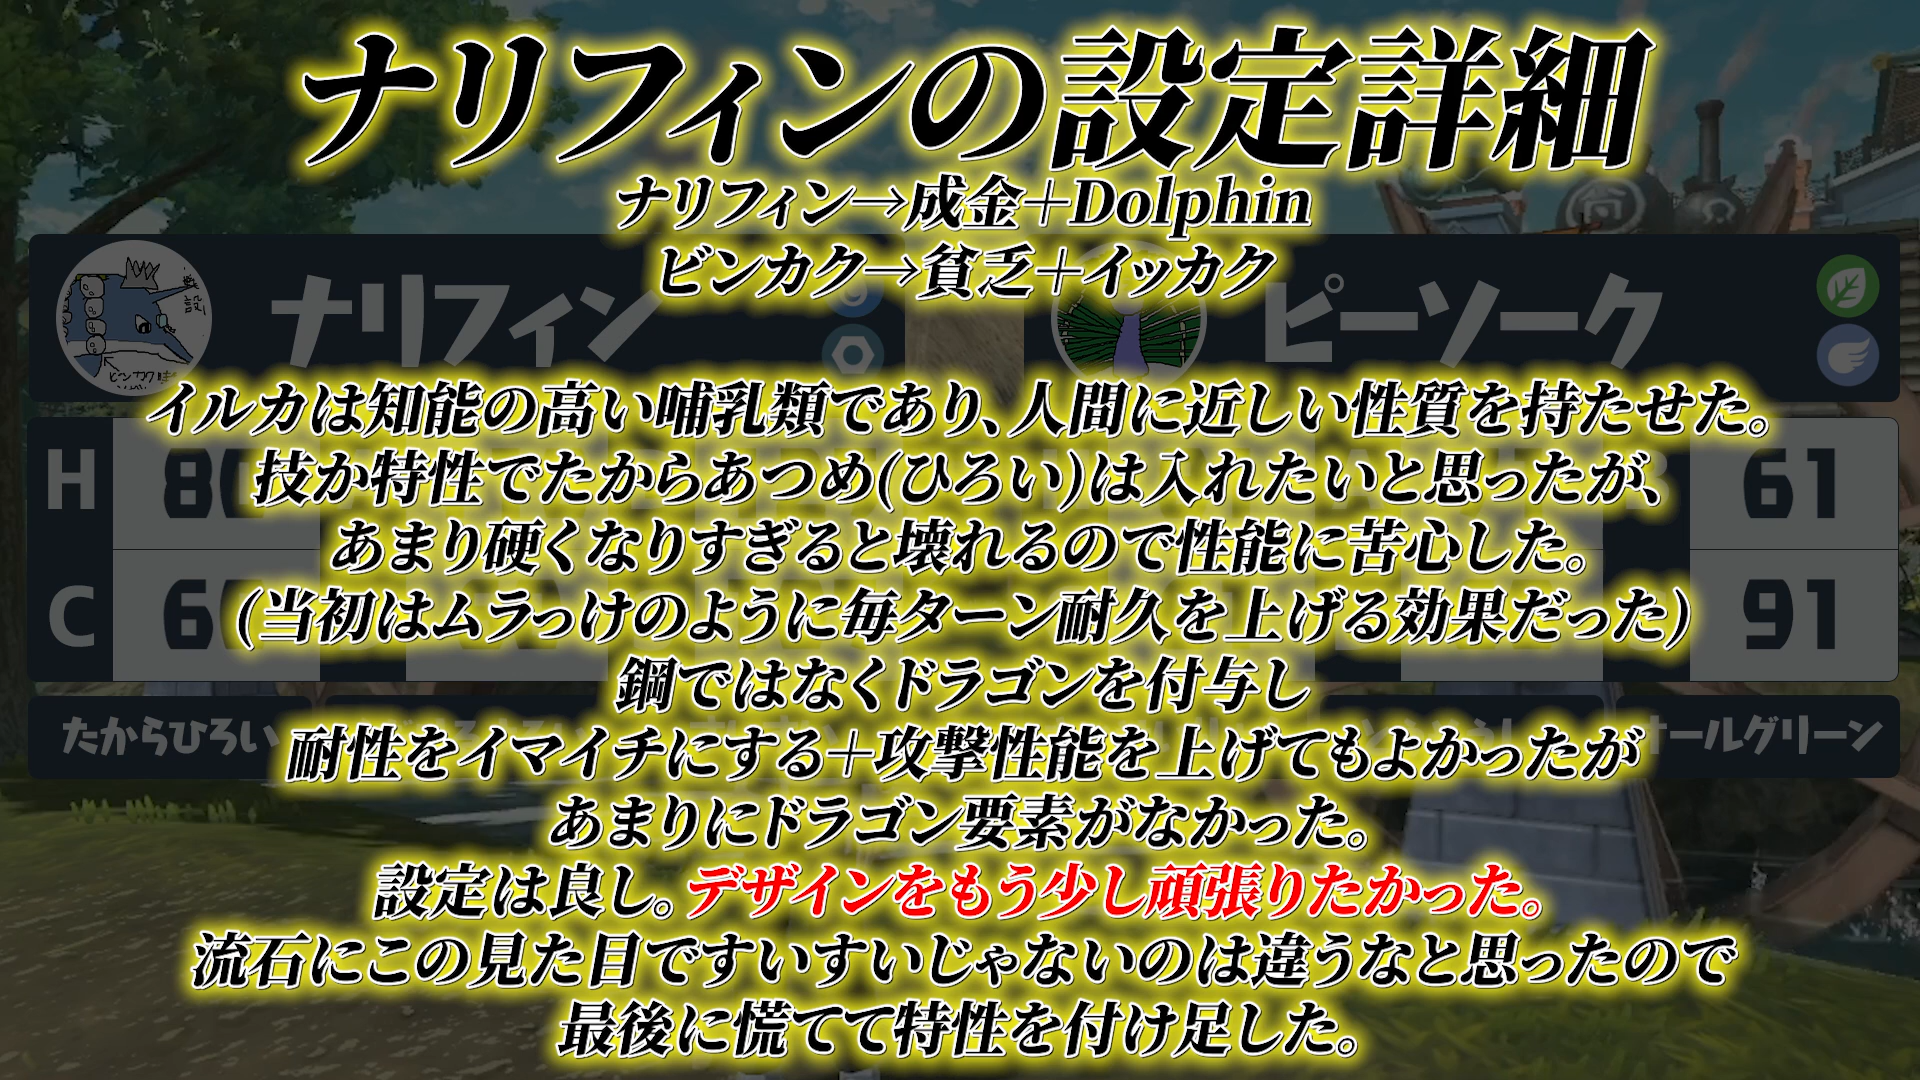 ナリフィンの設定詳細
ナリフィン→成金＋Dolphin
ビンカク→貧乏＋イッカク
ナリフィン
ピーソーク
イルカは知能の高い哺乳類であり、人間に近しい性質を持たせた。
技か特性でたからあつめ(ひろい)は入れたいと思ったが、
あまり硬くなりすぎると壊れるので性能に苦心した。
(当初はムラっけのように毎ターン耐久を上げる効果だった)
鋼ではなくドラゴンを付与し
耐性をイマイチにする＋攻撃性能を上げてもよかったが
あまりにドラゴン要素がなかった。
設定は良し。デザインをもう少し頑張りたかった。
流石にこの見た目ですいすいじゃないのは違うなと思ったので
最後に慌てて特性を付け足した。
H
61
C
91
たからひろい
オールグリーン